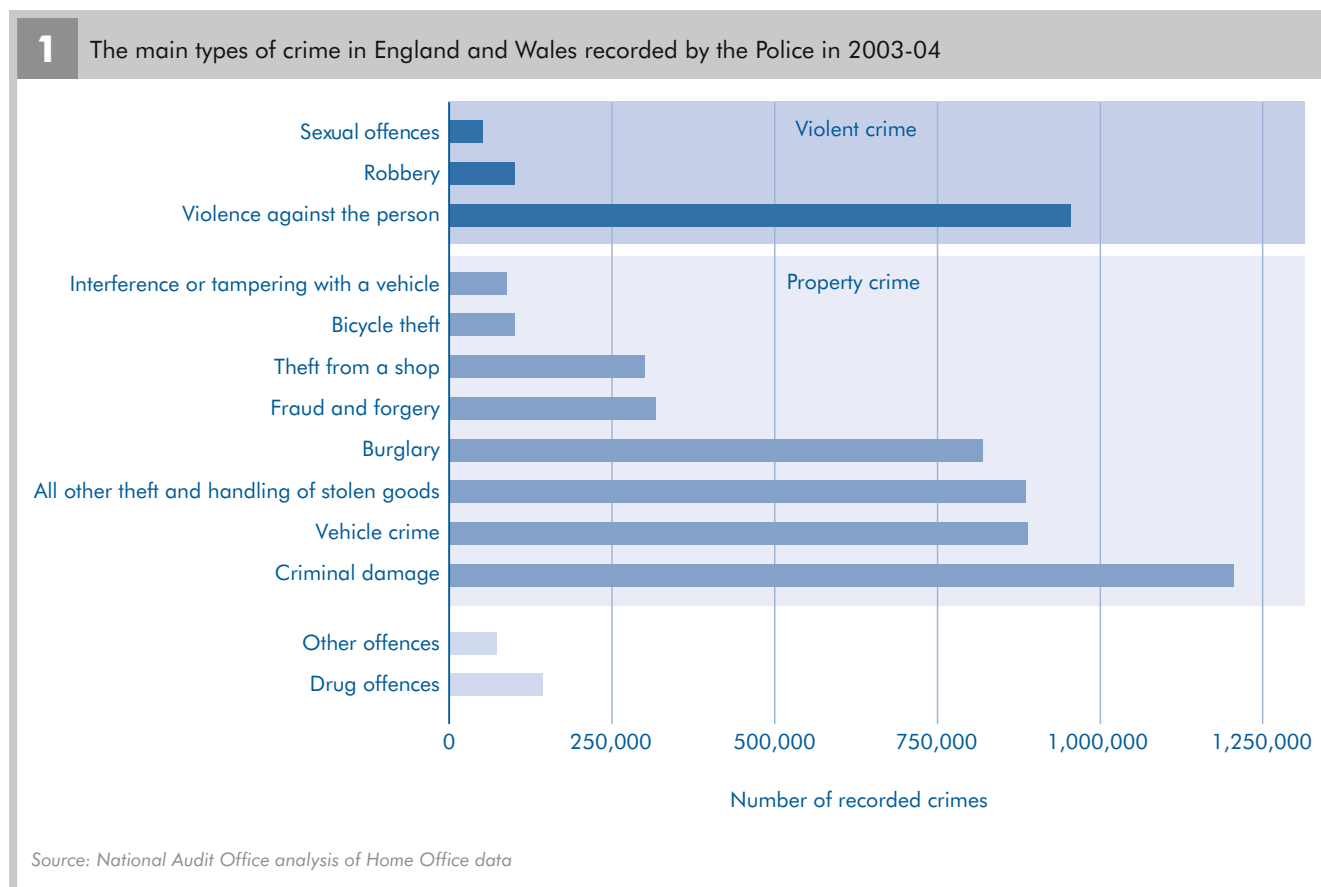 1
The main types of crime in England and Wales recorded by the Police in 2003-04
Violent crime
Sexual offences
Robbery
Violence against the person
Property crime
Interference or tampering with a vehicle
Bicycle theft
Theft from a shop
Fraud and forgery
Burglary
All other theft and handling of stolen goods
Vehicle crime
Criminal damage
Other offences
Drug offences
0 250,000 500,000 750,000 1,000,000 1,250,000
Number of recorded crimes
Source: National Audit Office analysis of Home Office data